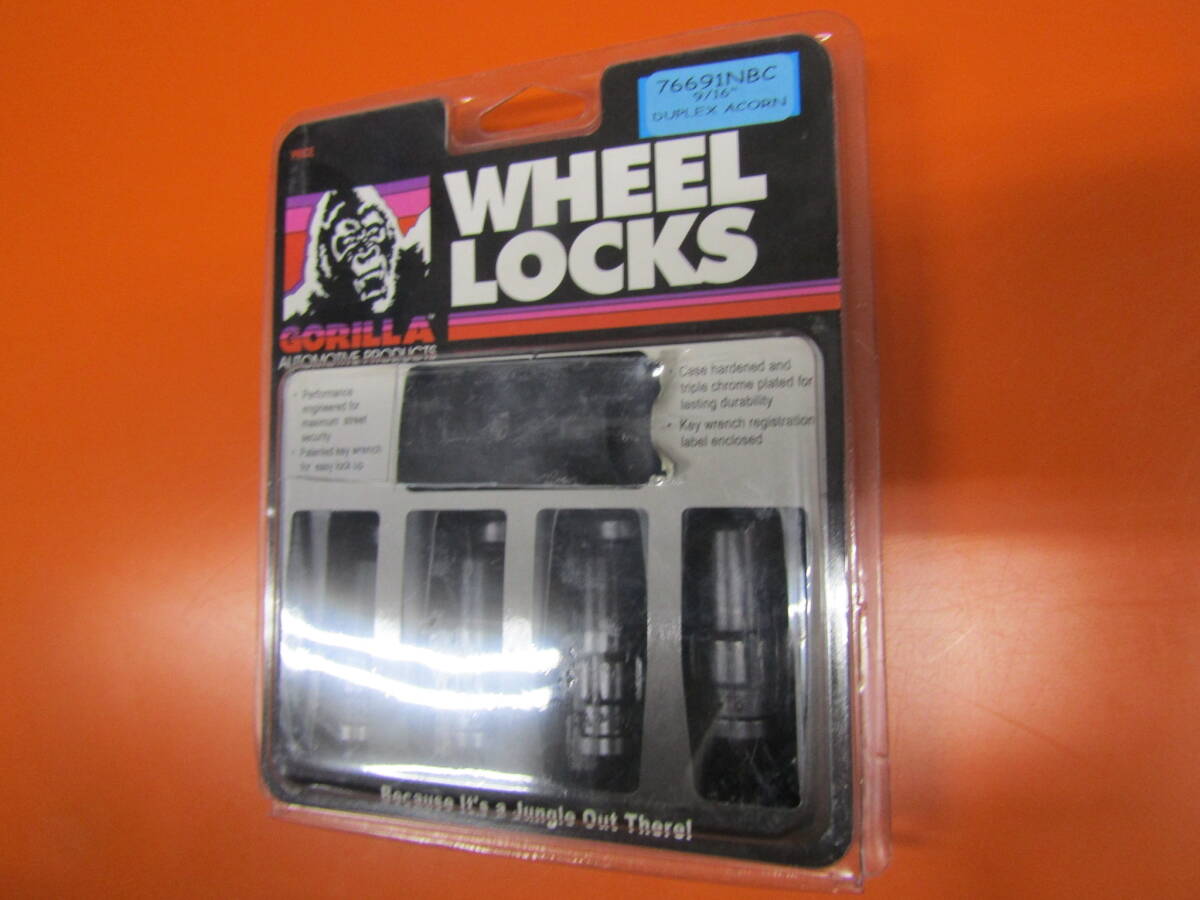 76691NBC
9/16"
DUPLEX ACORN
PRICE
WHEEL
LOCKS
GORILLA™
AUTOMOTIVE PRODUCTS
• Performance
engineered for
maximum street
security
• Patented key wrench
for easy lock up
• Case hardened and
triple chrome plated for
lasting durability
• Key wrench registration
label enclosed
Because It's a Jungle Out There!